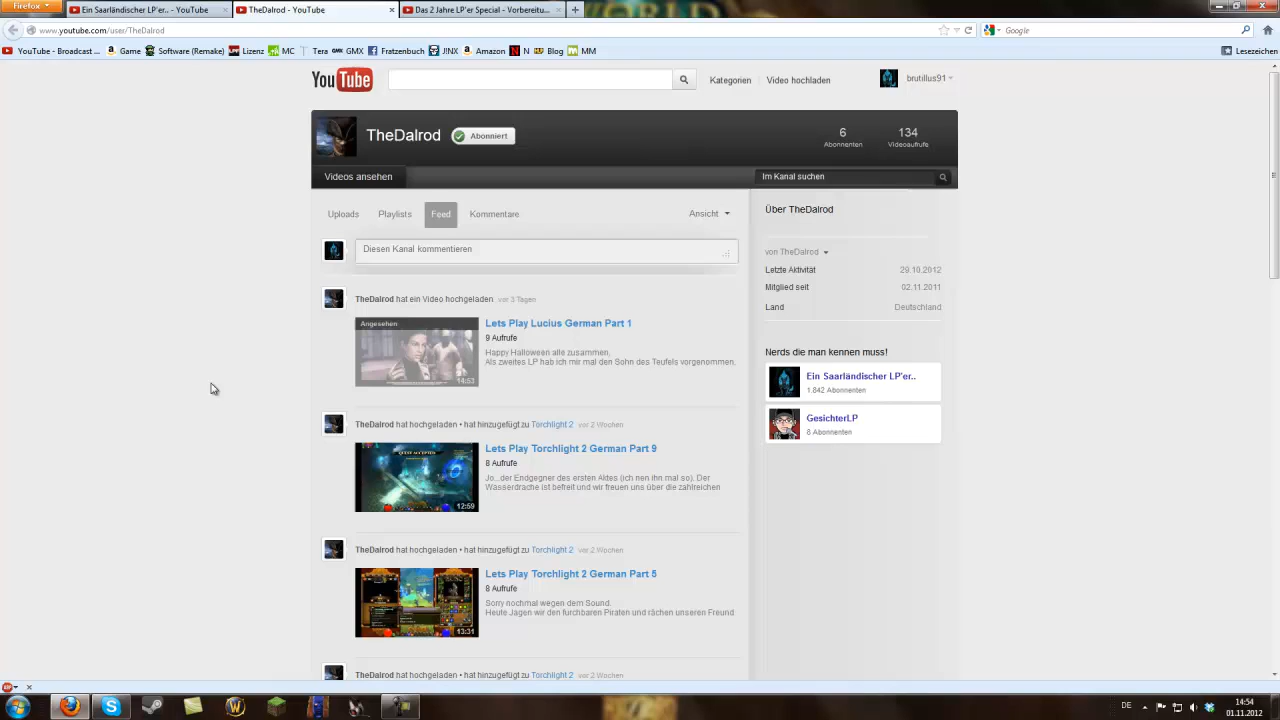 Firefox
Ein Saarländischer LP'er.. - YouTube
TheDalrod - YouTube
Das 2 Jahre LP'er Special - Vorbereitu...
www.youtube.com/user/TheDalrod
Google
YouTube - Broadcast ...
Game
Software (Remake)
Lizenz
MC
Tera
GMX
Fratzenbuch
JINX
Amazon
N
Blog
MM
Lesezeichen
YouTube
Kategorien
Video hochladen
brutillus91
TheDalrod
Abonniert
6
Abonnenten
134
Videoaufrufe
Videos ansehen
Im Kanal suchen
Uploads
Playlists
Feed
Kommentare
Ansicht
Diesen Kanal kommentieren
TheDalrod hat ein Video hochgeladen vor 3 Tagen
Angesehen
14:53
Lets Play Lucius German Part 1
9 Aufrufe
Happy Halloween alle zusammen,
Als zweites LP hab ich mir mal den Sohn des Teufels vorgenommen,
TheDalrod hat hochgeladen • hat hinzugefügt zu Torchlight 2 vor 2 Wochen
QUEST ACCEPTED
12:59
Lets Play Torchlight 2 German Part 9
8 Aufrufe
Jo...der Endgegner des ersten Aktes (ich nen ihn mal so). Der
Wasserdrache ist befreit und wir freuen uns über die zahlreichen
TheDalrod hat hochgeladen • hat hinzugefügt zu Torchlight 2 vor 2 Wochen
13:31
Lets Play Torchlight 2 German Part 5
8 Aufrufe
Sorry nochmal wegen dem Sound.
Heute Jagen wir den furchbaren Piraten und rächen unseren Freund
TheDalrod hat hochgeladen • hat hinzugefügt zu Torchlight 2 vor 2 Wochen
Über TheDalrod
von TheDalrod
Letzte Aktivität 29.10.2012
Mitglied seit 02.11.2011
Land Deutschland
Nerds die man kennen muss!
Ein Saarländischer LP'er..
1.842 Abonnenten
GesichterLP
8 Abonnenten
DE
14:54
01.11.2012